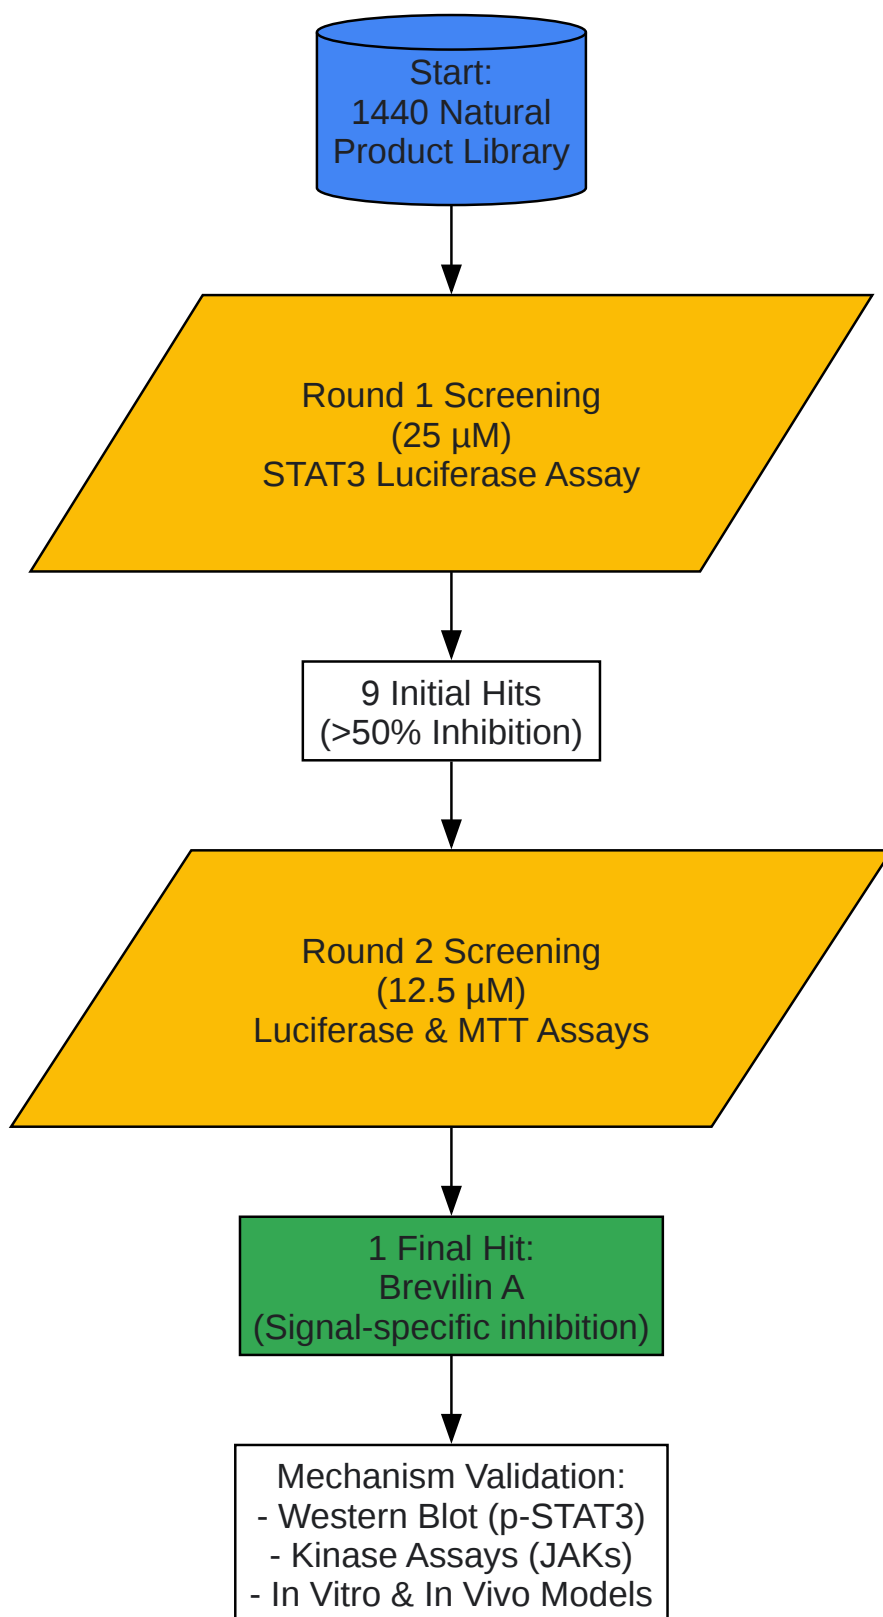 Start:
1440 Natural
Product Library
Round 1 Screening
(25 µM)
STAT3 Luciferase Assay
9 Initial Hits
(>50% Inhibition)
Round 2 Screening
(12.5 µM)
Luciferase & MTT Assays
1 Final Hit:
Brevilin A
(Signal-specific inhibition)
Mechanism Validation:
- Western Blot (p-STAT3)
- Kinase Assays (JAKs)
- In Vitro & In Vivo Models